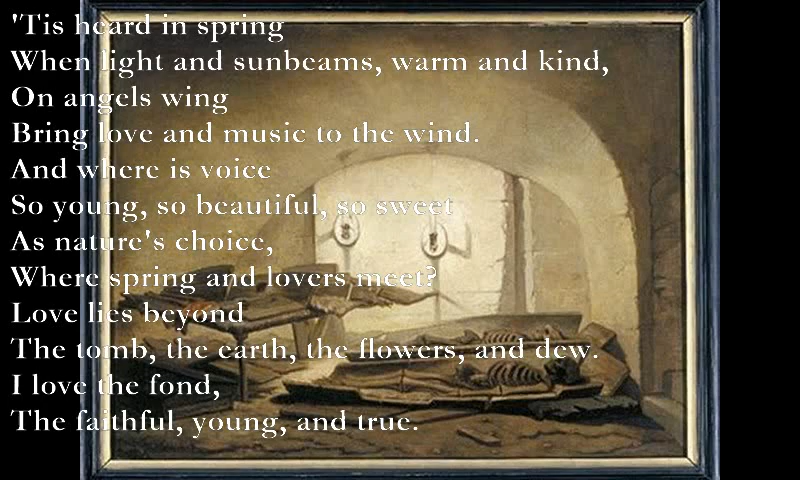 'Tis heard in spring
When light and sunbeams, warm and kind,
On angels wing
Bring love and music to the wind.
And where is voice
So young, so beautiful, so sweet
As nature's choice,
Where spring and lovers meet?
Love lies beyond
The tomb, the earth, the flowers, and dew.
I love the fond,
The faithful, young, and true.